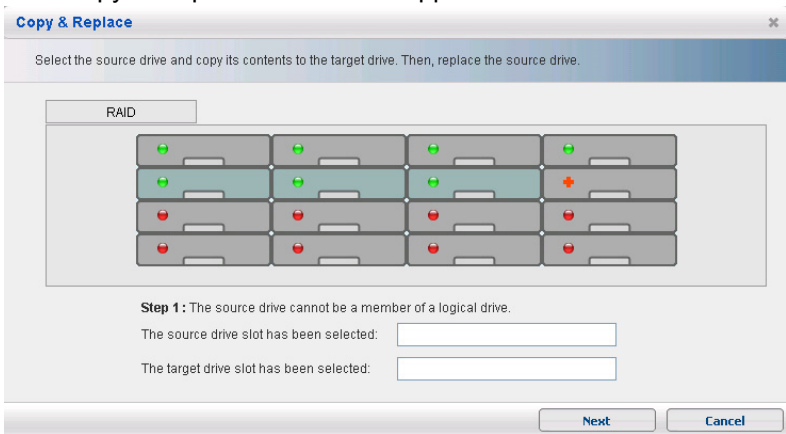 Copy & Replace
Select the source drive and copy its contents to the target drive. Then, replace the source drive.
RAID
Step 1: The source drive cannot be a member of a logical drive.
The source drive slot has been selected:
The target drive slot has been selected:
Next Cancel